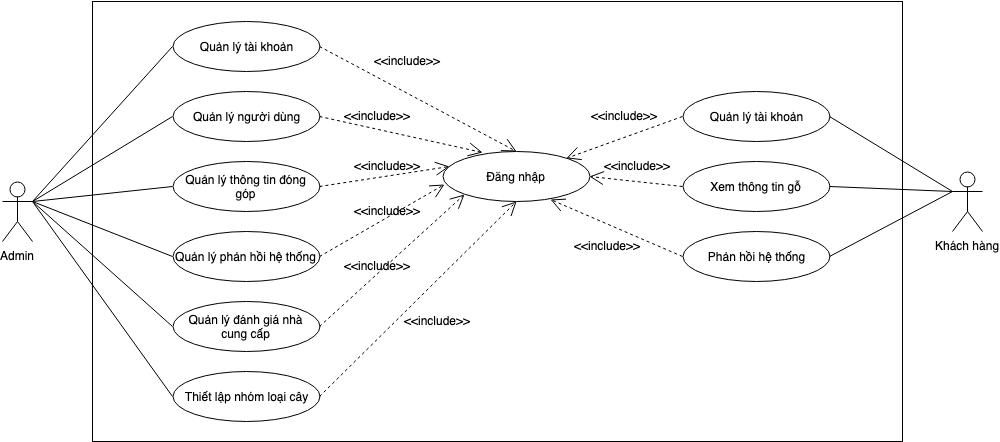 Quản lý tài khoản
<<include>>
Quản lý người dùng
<<include>>
<<include>>
Quản lý tài khoản
Quản lý thông tin đóng
góp
<<include>>
Đăng nhập
<<include>>
Xem thông tin gỗ
Admin
Quản lý phản hồi hệ thống
<<include>>
<<include>>
Phản hồi hệ thống
Khách hàng
Quản lý đánh giá nhà
cung cấp
<<include>>
<<include>>
Thiết lập nhóm loại cây